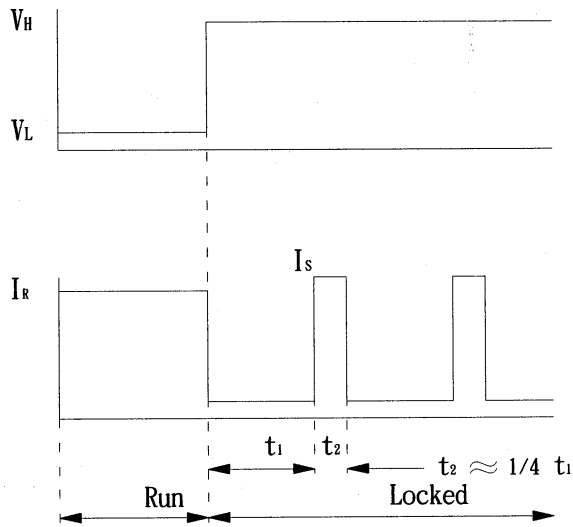 VH
VL
IS
IR
t1 t2 t2 ≈ 1/4 t1
Run Locked